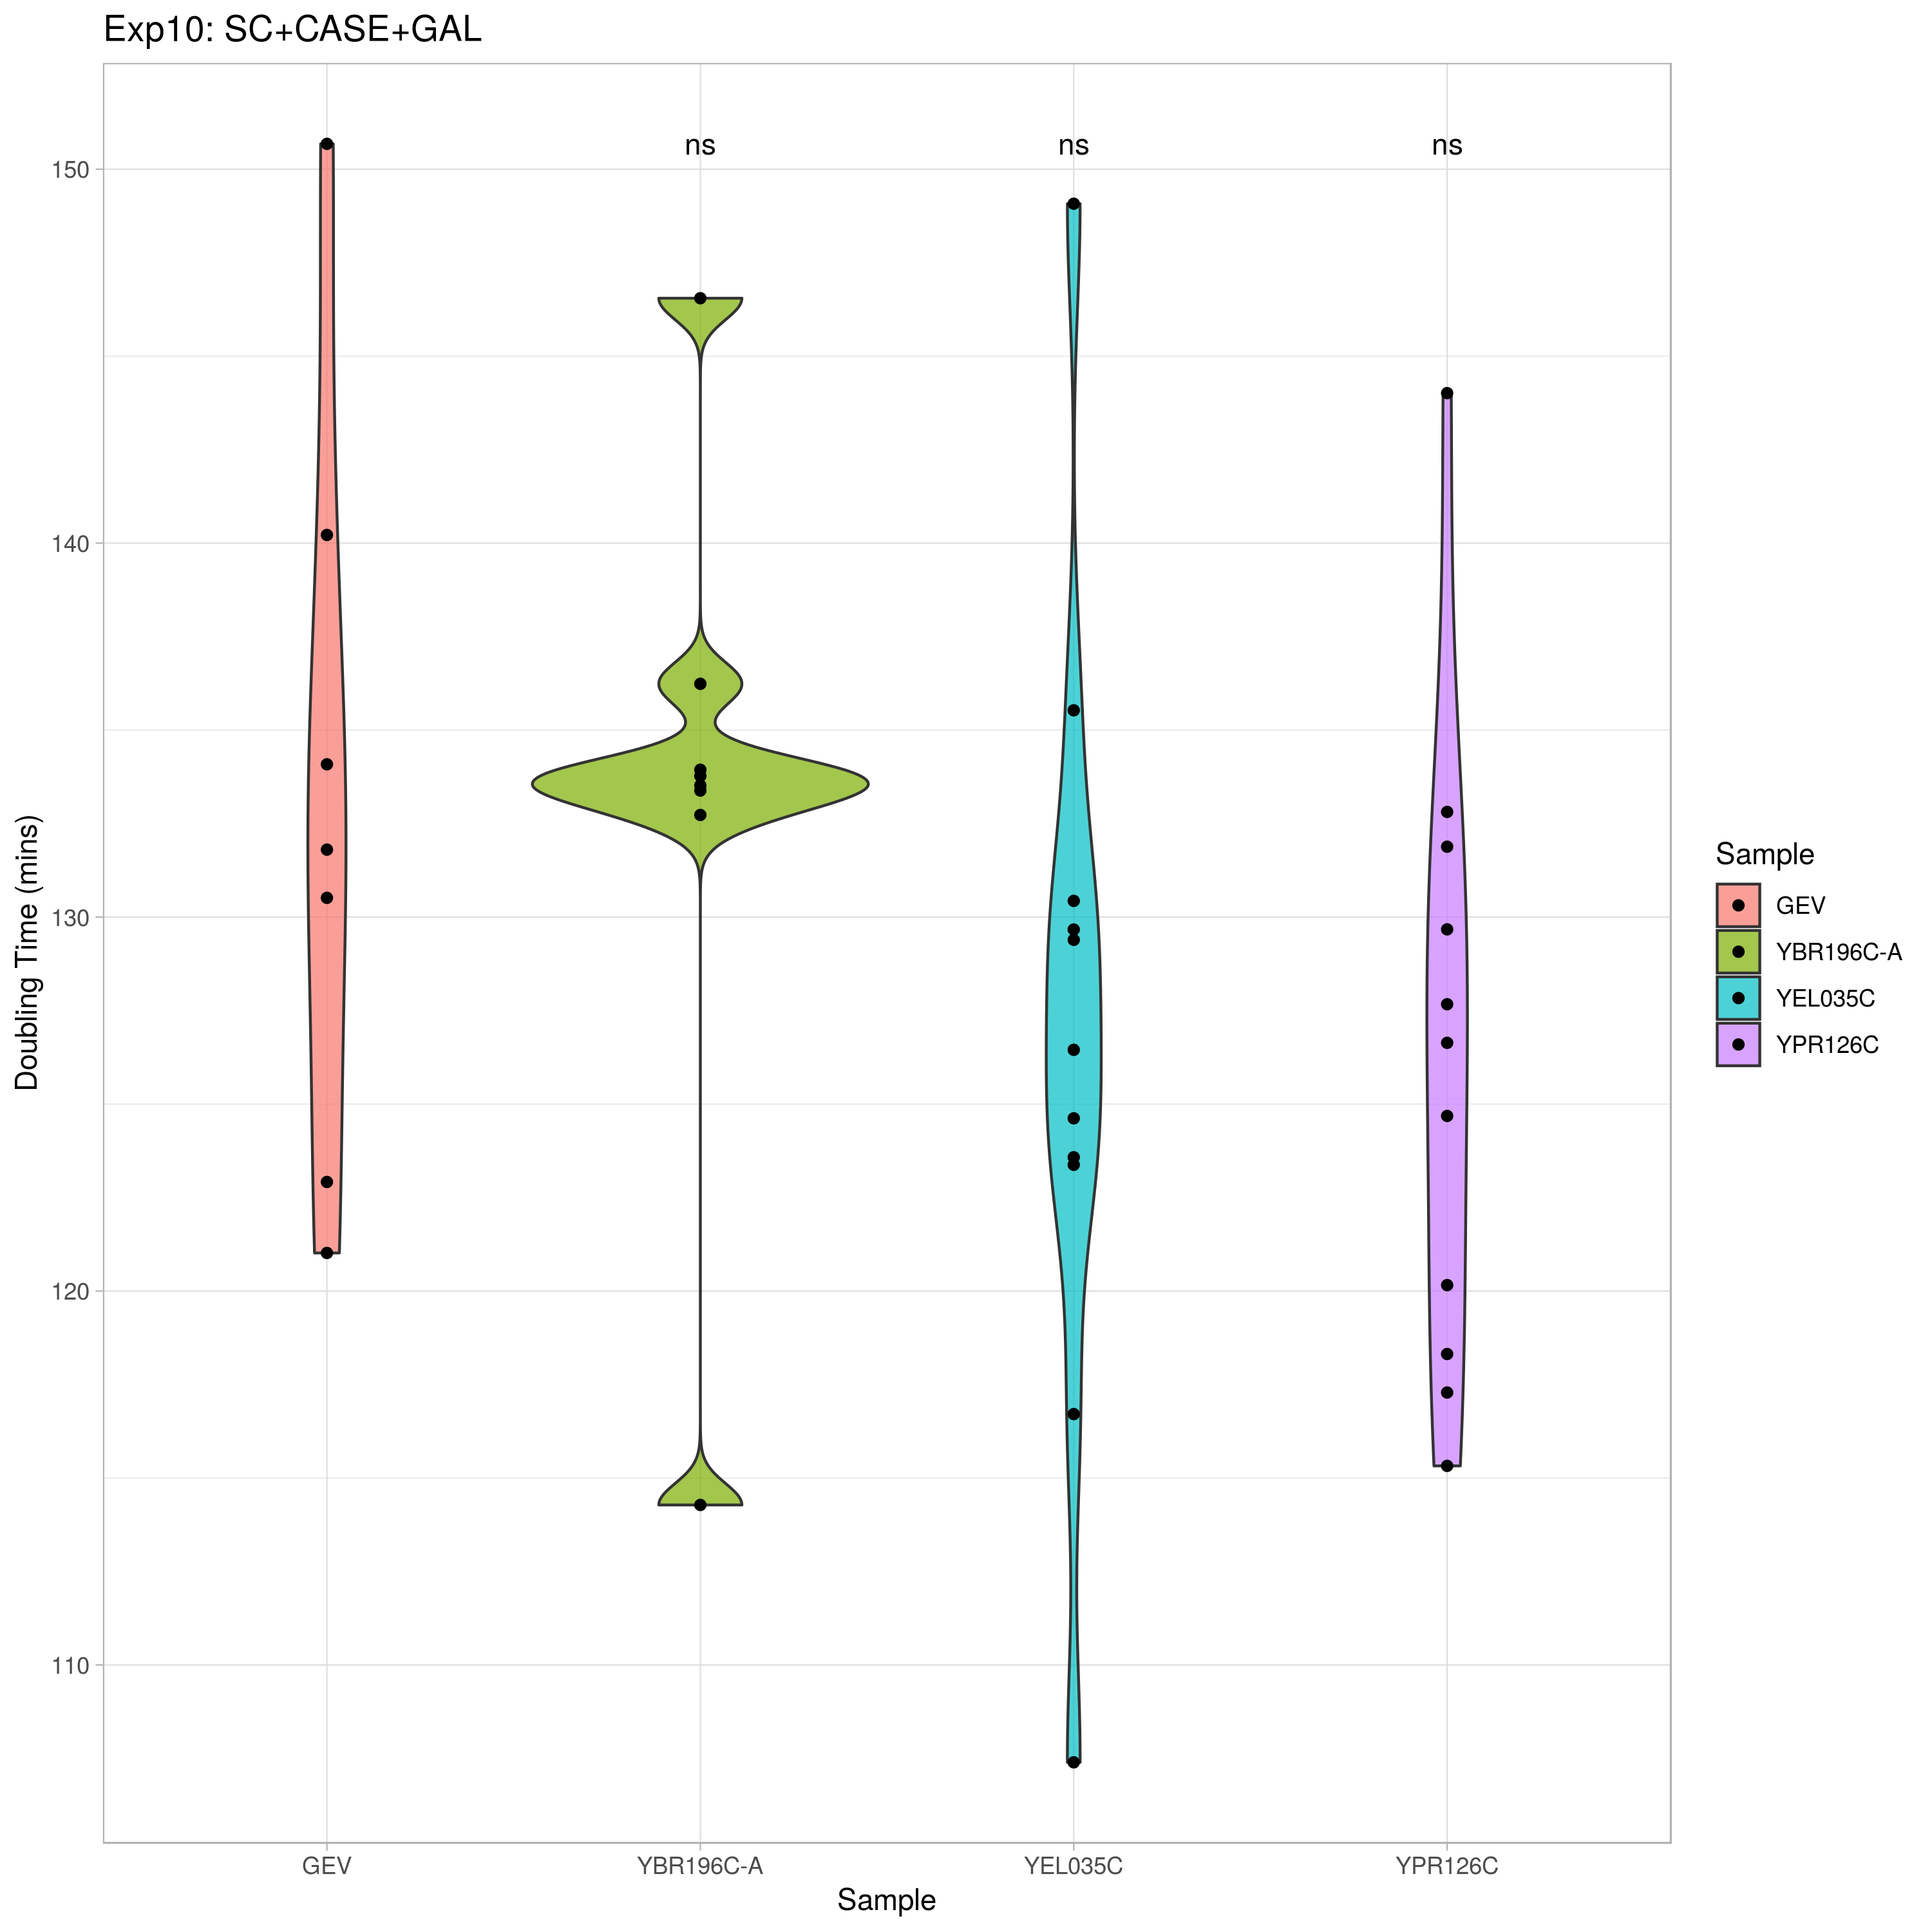 Exp10: SC+CASE+GAL
ns ns ns
150
140
130
120
110
Doubling Time (mins)
GEV YBR196C-A YEL035C YPR126C
Sample
Sample
GEV
YBR196C-A
YEL035C
YPR126C